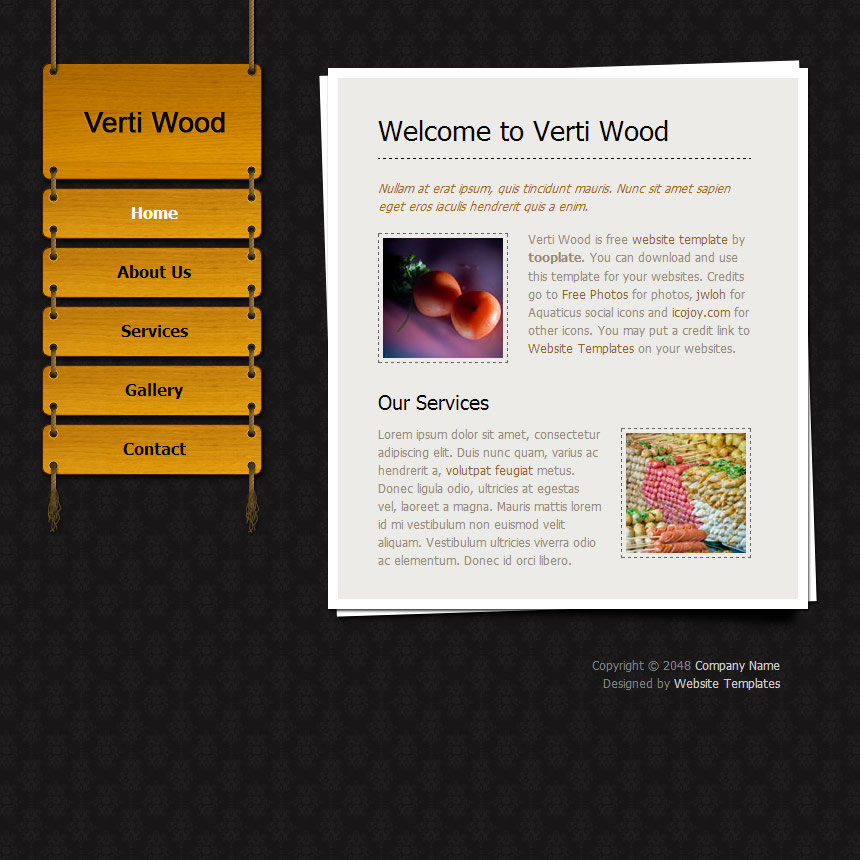 Verti Wood
Home
About Us
Services
Gallery
Contact
Welcome to Verti Wood
Nullam at erat ipsum, quis tincidunt mauris. Nunc sit amet sapien
eget eros iaculis hendrerit quis a enim.
Verti Wood is free website template by
tooplate. You can download and use
this template for your websites. Credits
go to Free Photos for photos, jwloh for
Aquaticus social icons and icojoy.com for
other icons. You may put a credit link to
Website Templates on your websites.
Our Services
Lorem ipsum dolor sit amet, consectetur
adipiscing elit. Duis nunc quam, varius ac
hendrerit a, volutpat feugiat metus.
Donec ligula odio, ultricies at egestas
vel, laoreet a magna. Mauris mattis lorem
id mi vestibulum non euismod velit
aliquam. Vestibulum ultricies viverra odio
ac elementum. Donec id orci libero.
Copyright © 2048 Company Name
Designed by Website Templates